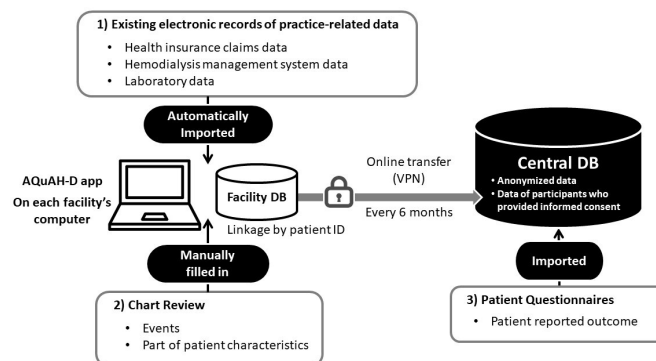 1) Existing electronic records of practice-related data
• Health insurance claims data
• Hemodialysis management system data
• Laboratory data
Automatically
Imported
AQuAH-D app
On each facility's
computer
Facility DB
Linkage by patient ID
Online transfer
(VPN)
Every 6 months
Central DB
• Anonymized data
• Data of participants who
provided informed consent
Manually
filled in
Imported
2) Chart Review
• Events
• Part of patient characteristics
3) Patient Questionnaires
• Patient reported outcome